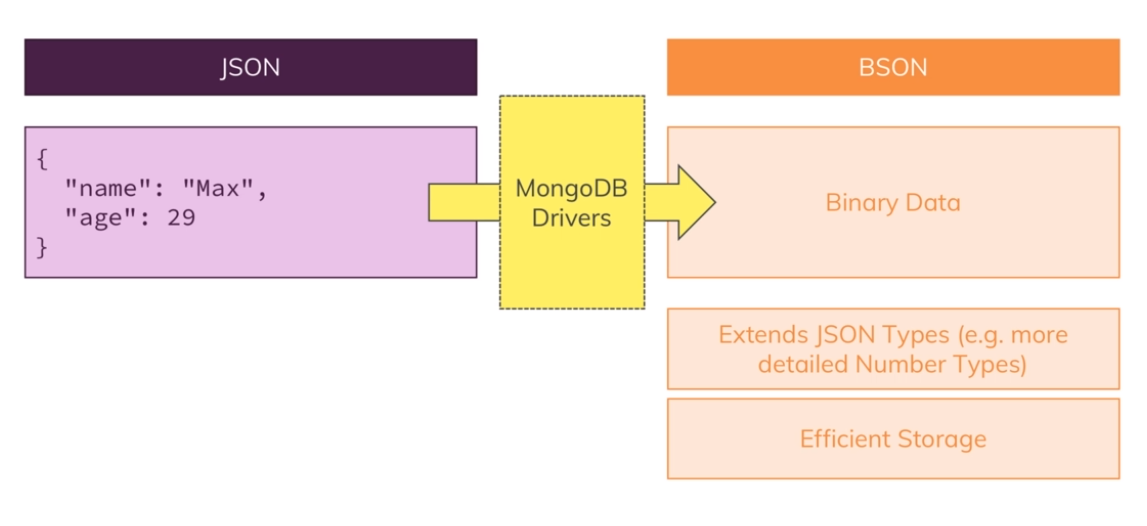 JSON
BSON
{
"name": "Max",
"age": 29
}
MongoDB
Drivers
Binary Data
Extends JSON Types (e.g. more
detailed Number Types)
Efficient Storage